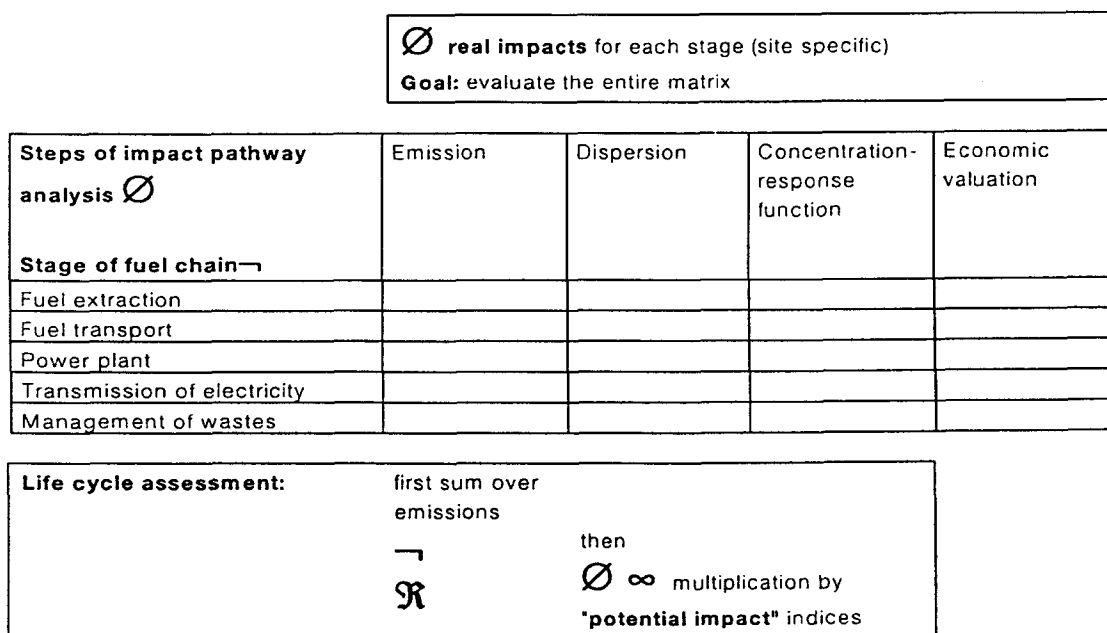 ∅ real impacts for each stage (site specific)
Goal: evaluate the entire matrix
Steps of impact pathway
analysis ∅
Stage of fuel chain¬
Emission
Dispersion
Concentration-
response
function
Economic
valuation
Fuel extraction
Fuel transport
Power plant
Transmission of electricity
Management of wastes
Life cycle assessment:
first sum over
emissions
¬
ℜ
then
∅ ∞ multiplication by
"potential impact" indices